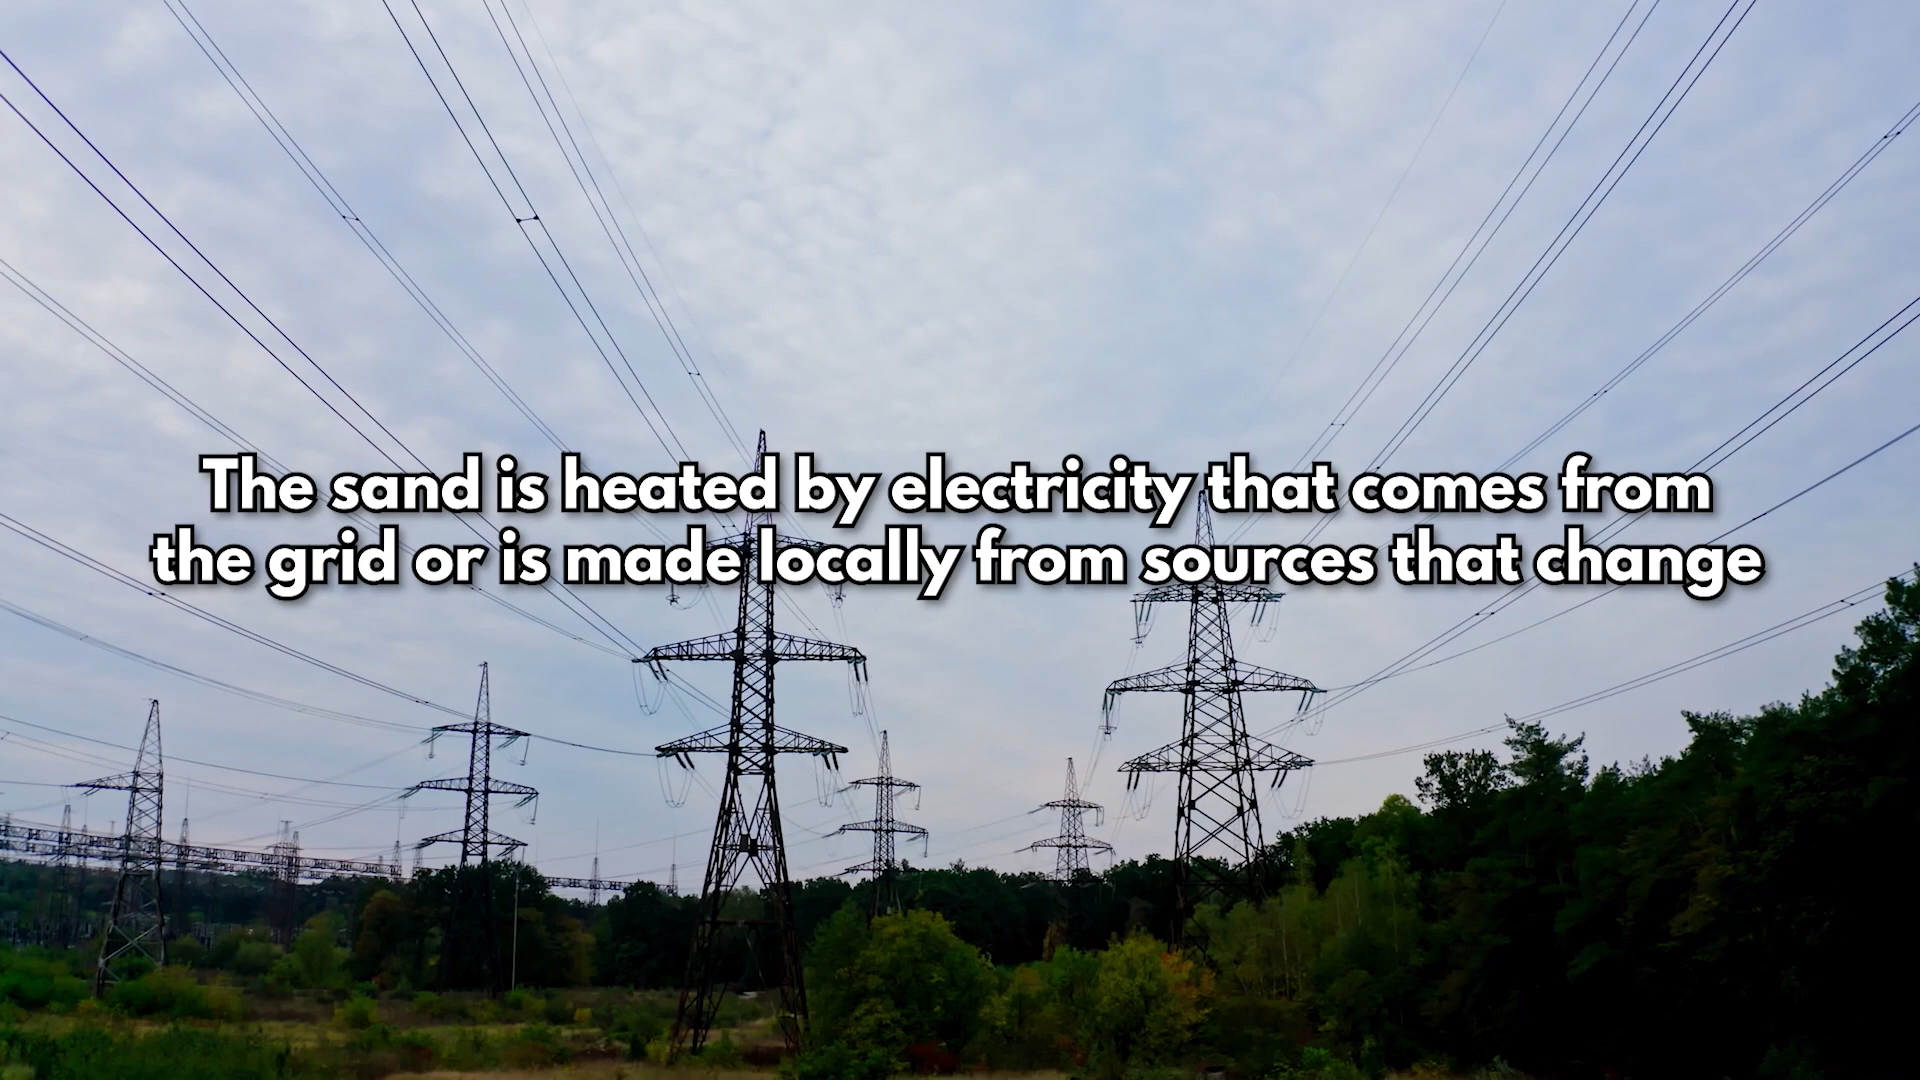 The sand is heated by electricity that comes from
the grid or is made locally from sources that change